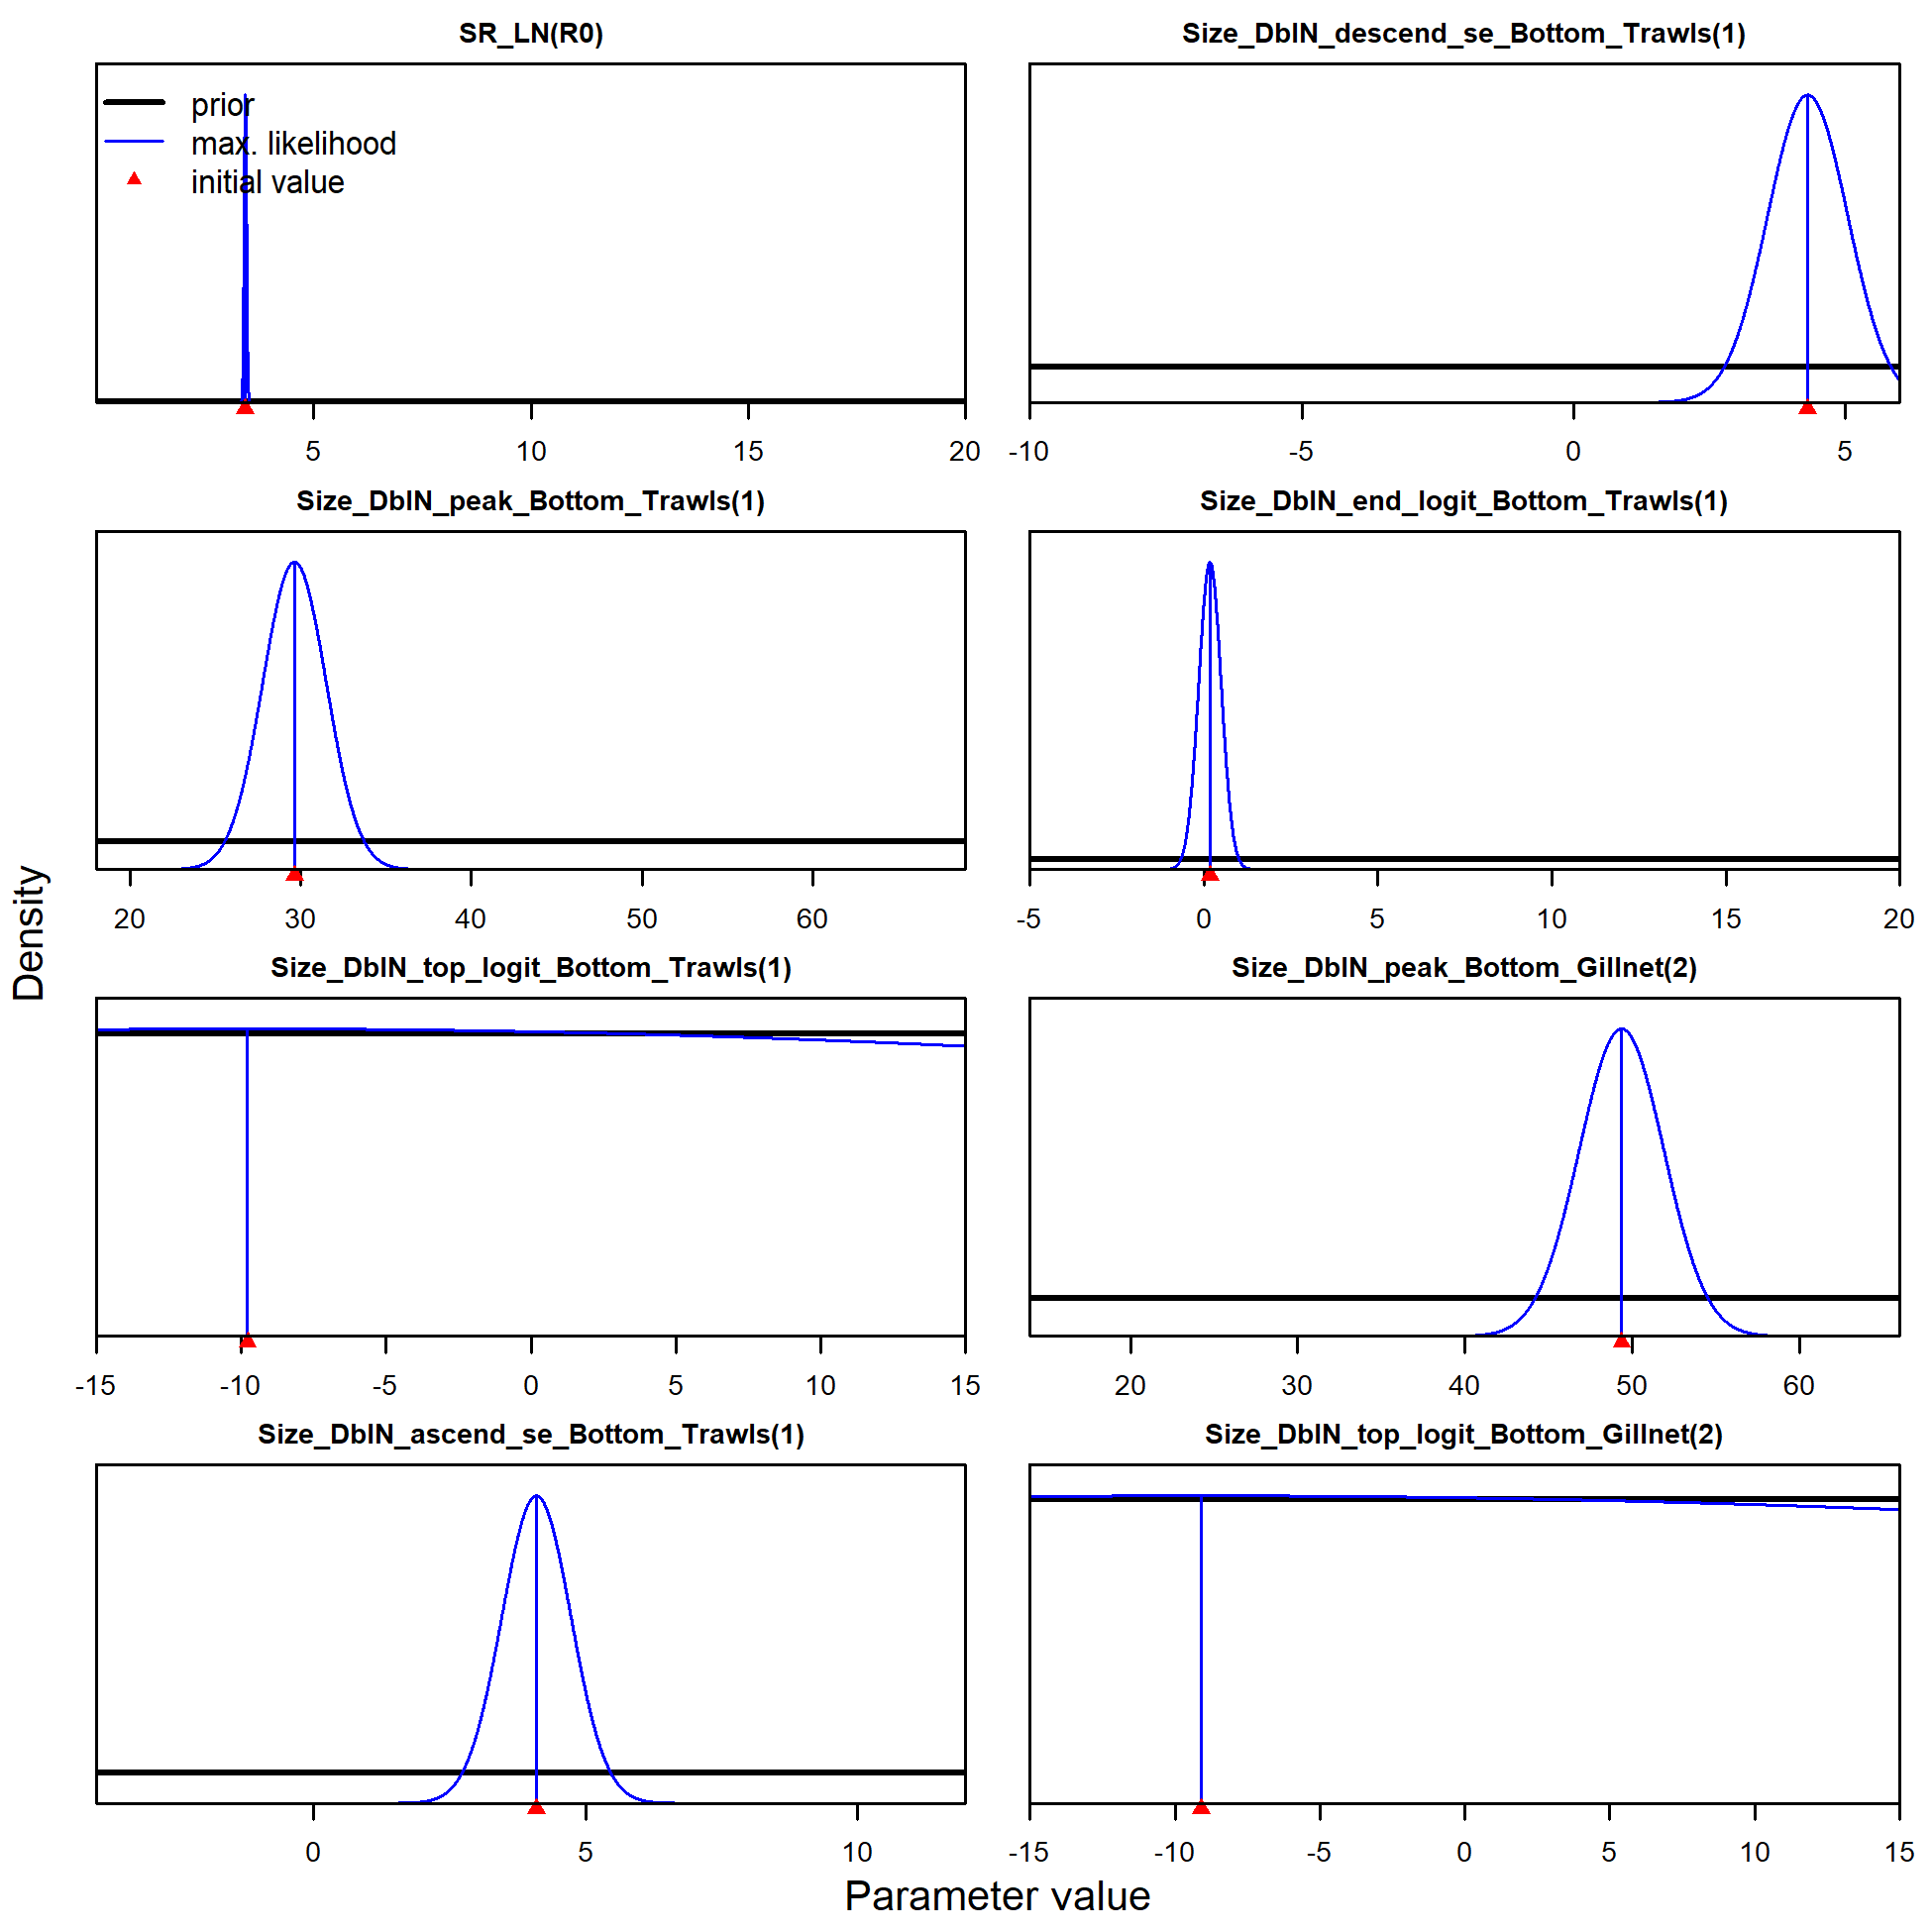 SR_LN(R0)
prior
max. likelihood
initial value
5 10 15 20
Size_DblN_descend_se_Bottom_Trawls(1)
-10 -5 0 5
Size_DblN_peak_Bottom_Trawls(1)
20 30 40 50 60
Size_DblN_end_logit_Bottom_Trawls(1)
-5 0 5 10 15 20
Size_DblN_top_logit_Bottom_Trawls(1)
-15 -10 -5 0 5 10 15
Size_DblN_peak_Bottom_Gillnet(2)
20 30 40 50 60
Size_DblN_ascend_se_Bottom_Trawls(1)
0 5 10
Size_DblN_top_logit_Bottom_Gillnet(2)
-15 -10 -5 0 5 10 15
Density
Parameter value